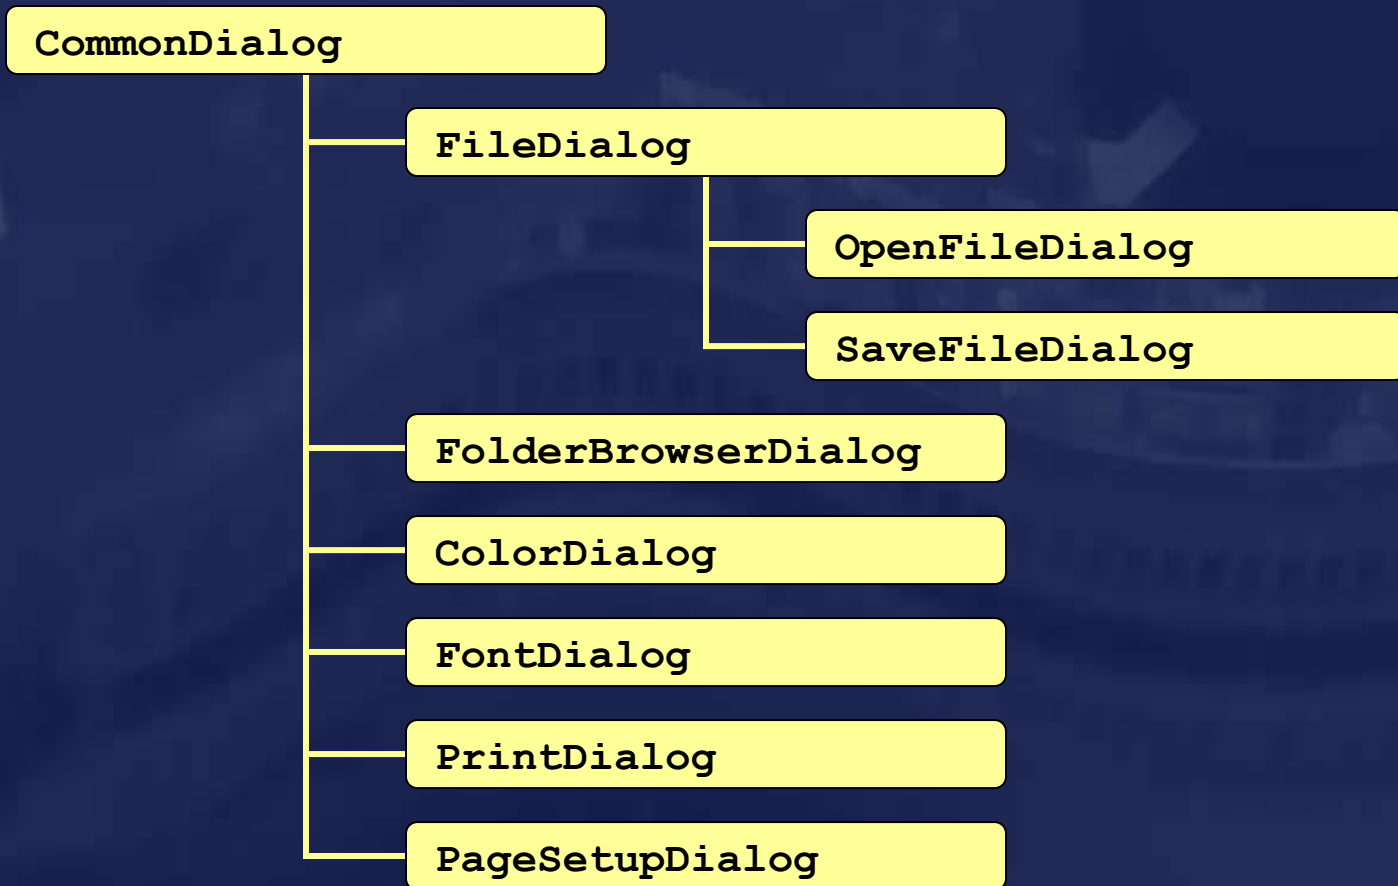 CommonDialog
FileDialog
OpenFileDialog
SaveFileDialog
FolderBrowserDialog
ColorDialog
FontDialog
PrintDialog
PageSetupDialog